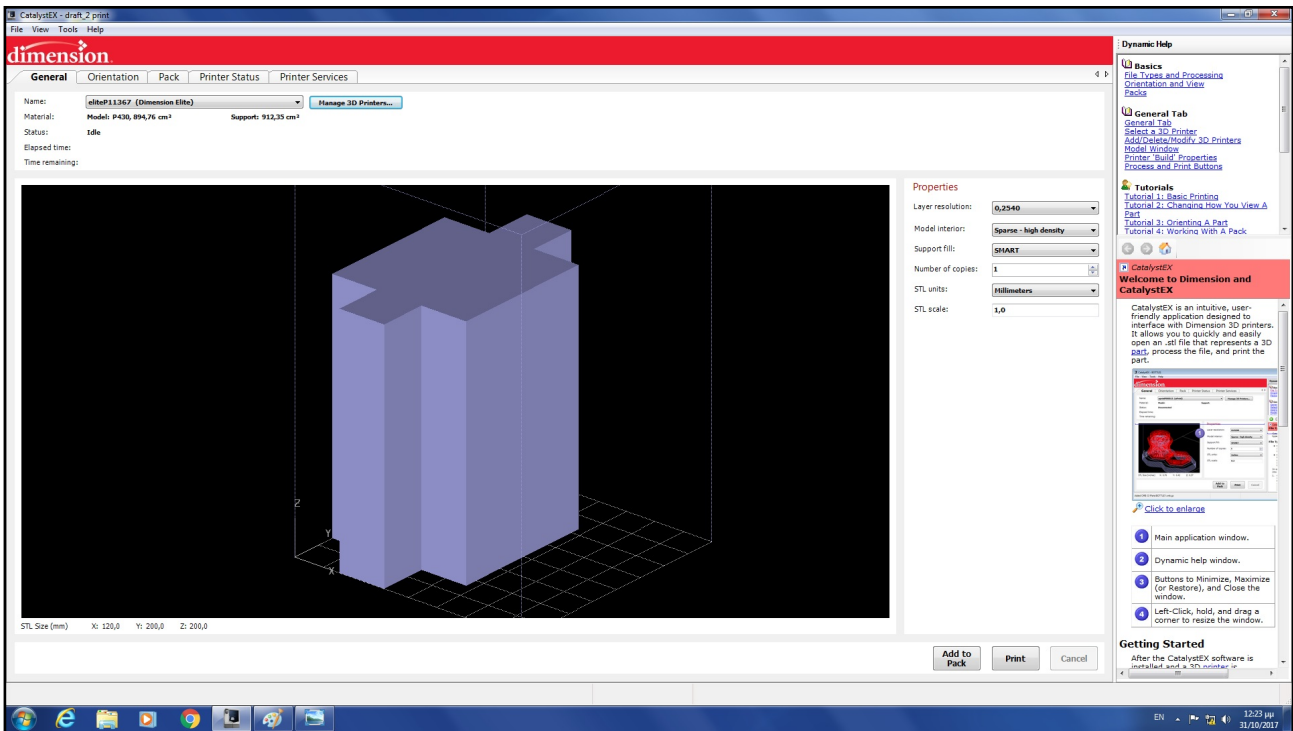 CatalystEX - draft_2 print
File View Tools Help
dimension
General Orientation Pack Printer Status Printer Services
Name: eliteP11367 (Dimension Elite) Manage 3D Printers...
Material: Model: P430, 894,76 cm³ Support: 912,35 cm³
Status: Idle
Elapsed time:
Time remaining:
Z
Y
X
STL Size (mm) X: 120,0 Y: 200,0 Z: 200,0
Properties
Layer resolution: 0,2540
Model interior: Sparse - high density
Support fill: SMART
Number of copies: 1
STL units: Millimeters
STL scale: 1,0
Add to
Pack
Print
Cancel
Dynamic Help
Basics
File Types and Processing
Orientation and View
Packs
General Tab
General Tab
Select a 3D Printer
Add/Delete/Modify 3D Printers
Model Window
Printer 'Build' Properties
Process and Print Buttons
Tutorials
Tutorial 1: Basic Printing
Tutorial 2: Changing How You View A
Part
Tutorial 3: Orienting A Part
Tutorial 4: Working With A Pack
CatalystEX
Welcome to Dimension and
CatalystEX
CatalystEX is an intuitive, user-
friendly application designed to
interface with Dimension 3D printers.
It allows you to quickly and easily
open an .stl file that represents a 3D
part, process the file, and print the
part.
Click to enlarge
1 Main application window.
2 Dynamic help window.
3 Buttons to Minimize, Maximize
(or Restore), and Close the
window.
4 Left-Click, hold, and drag a
corner to resize the window.
Getting Started
After the CatalystEX software is
installed and a 3D printer is
EN
12:23 μμ
31/10/2017